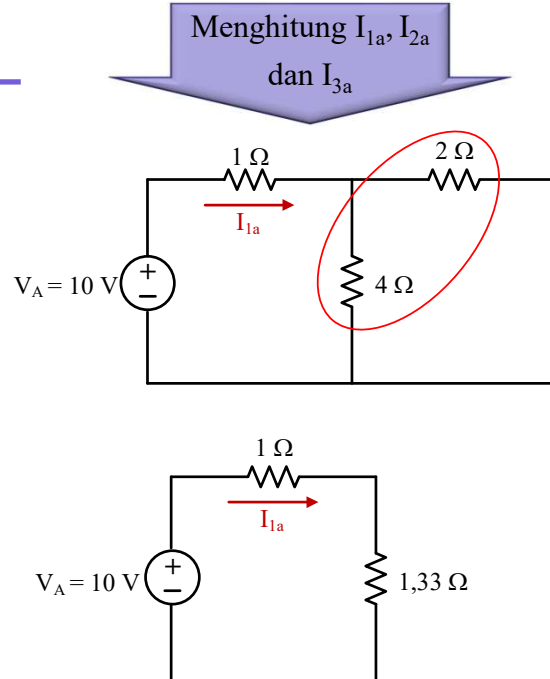 Menghitung I1a, I2a
dan I3a
1 Ω
2 Ω
I1a
VA = 10 V
+
−
4 Ω
1 Ω
I1a
VA = 10 V
+
−
1,33 Ω